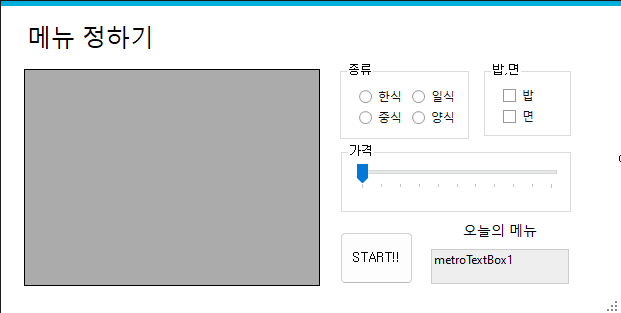 메뉴 정하기
종류
한식 일식
중식 양식
밥,면
밥
면
가격
START!!
오늘의 메뉴
metroTextBox1